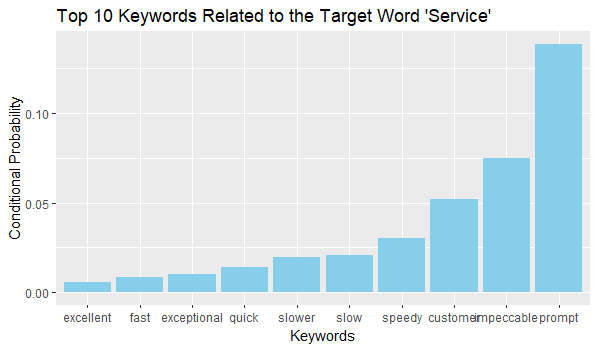 Top 10 Keywords Related to the Target Word 'Service'
Conditional Probability
0.10
0.05
0.00
excellent fast exceptional quick slower slow speedy customer impeccable prompt
Keywords